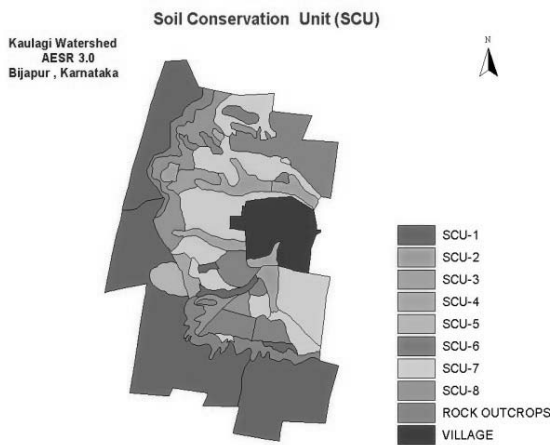 Soil Conservation Unit (SCU)
Kaulagi Watershed
AESR 3.0
Bijapur , Karnataka
N
SCU-1
SCU-2
SCU-3
SCU-4
SCU-5
SCU-6
SCU-7
SCU-8
ROCK OUTCROPS
VILLAGE